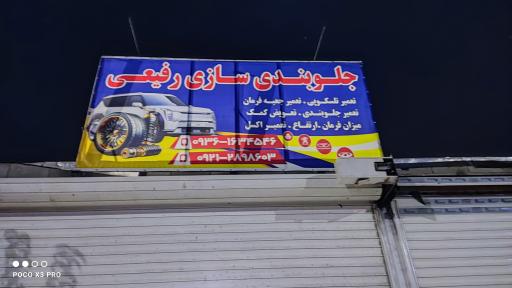 جلوبندی سازی رفیعی
تعمیر تلسکوپی . تعمیر جعبه فرمان
تعمیر جلوبندی . تعویض کمک
میزان فرمان . ارتفاع . تعمیر اکسل
۰۹۳۶-۱۶۳۴۵۴۶
۰۹۲۱-۲۸۹۸۶۰۳
POCO X3 PRO